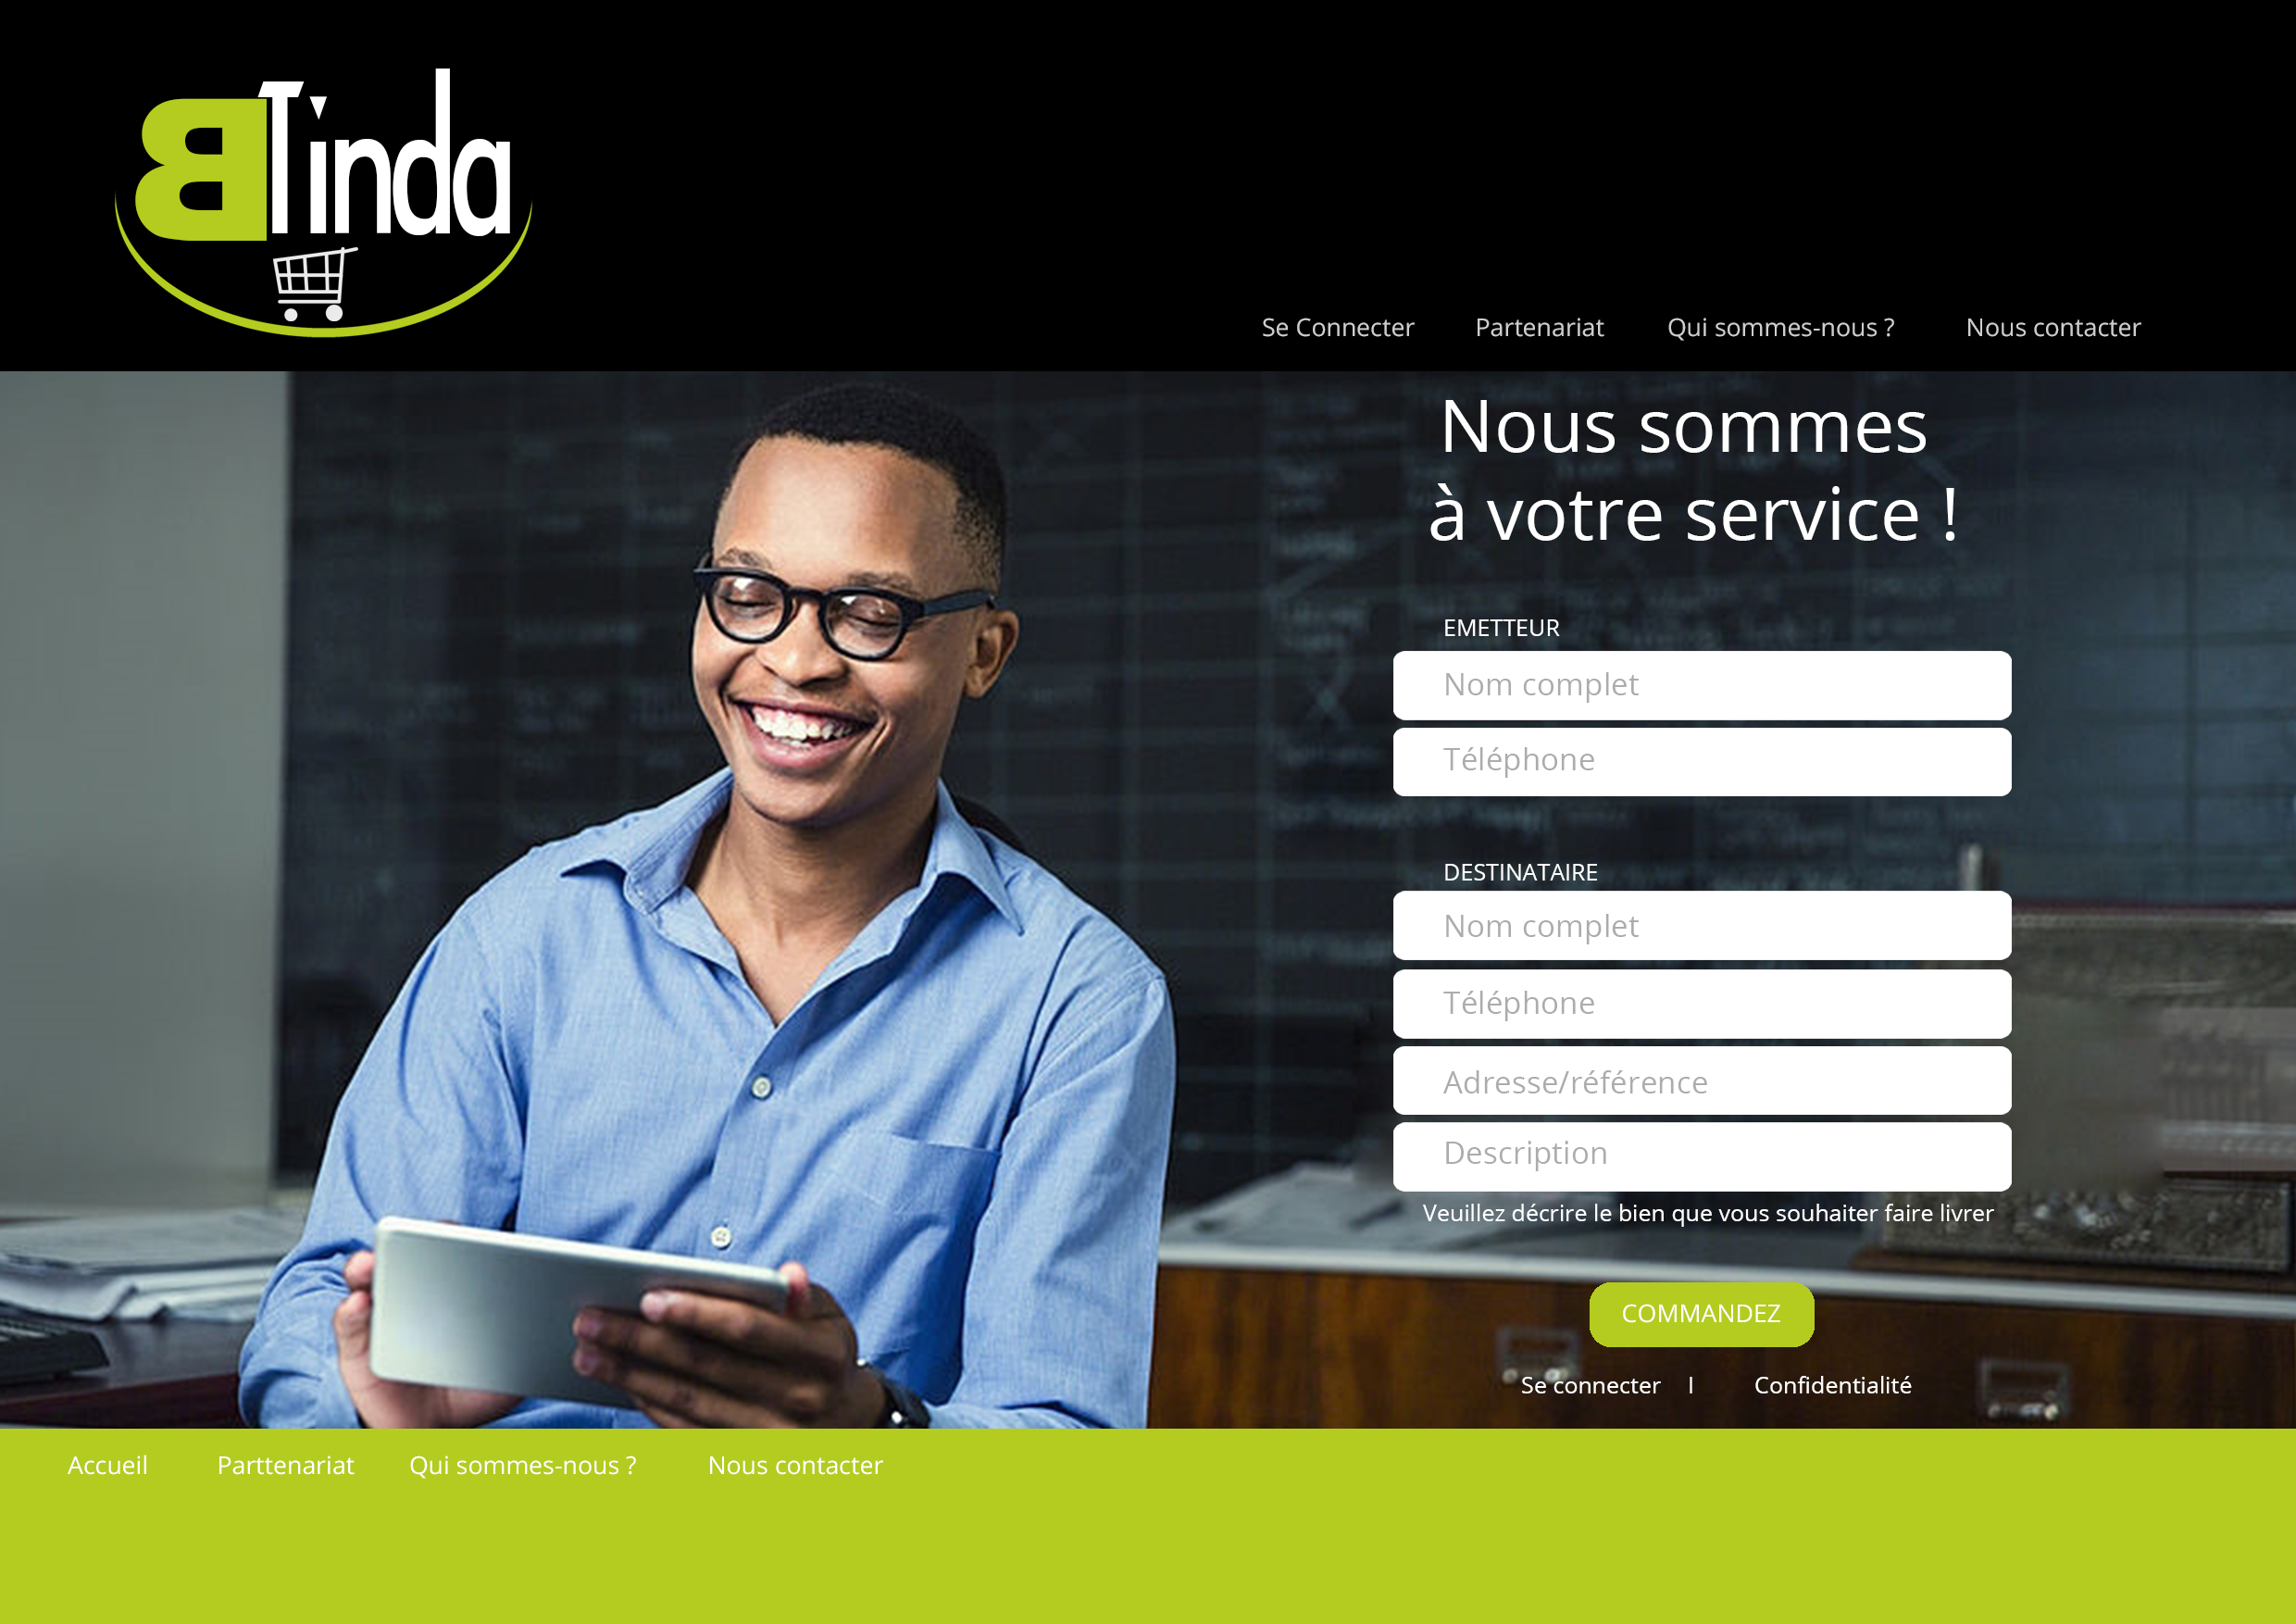 BTinda
Se Connecter Partenariat Qui sommes-nous ? Nous contacter
Nous sommes
à votre service !
EMETTEUR
Nom complet
Téléphone
DESTINATAIRE
Nom complet
Téléphone
Adresse/référence
Description
Veuillez décrire le bien que vous souhaiter faire livrer
COMMANDEZ
Se connecter | Confidentialité
Accueil Parttenariat Qui sommes-nous ? Nous contacter